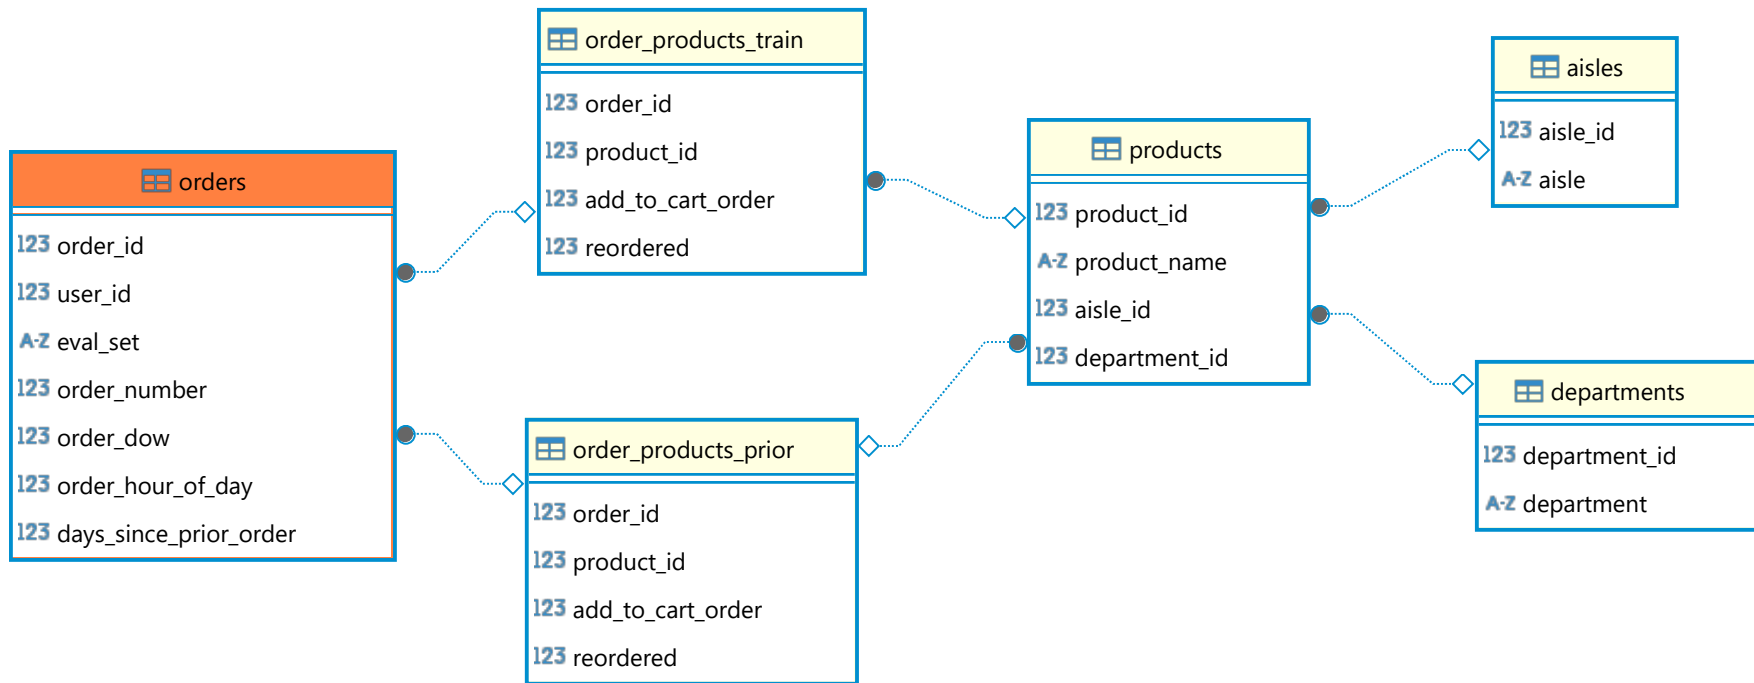 orders
123 order_id
123 user_id
A-Z eval_set
123 order_number
123 order_dow
123 order_hour_of_day
123 days_since_prior_order
order_products_train
123 order_id
123 product_id
123 add_to_cart_order
123 reordered
order_products_prior
123 order_id
123 product_id
123 add_to_cart_order
123 reordered
products
123 product_id
A-Z product_name
123 aisle_id
123 department_id
aisles
123 aisle_id
A-Z aisle
departments
123 department_id
A-Z department